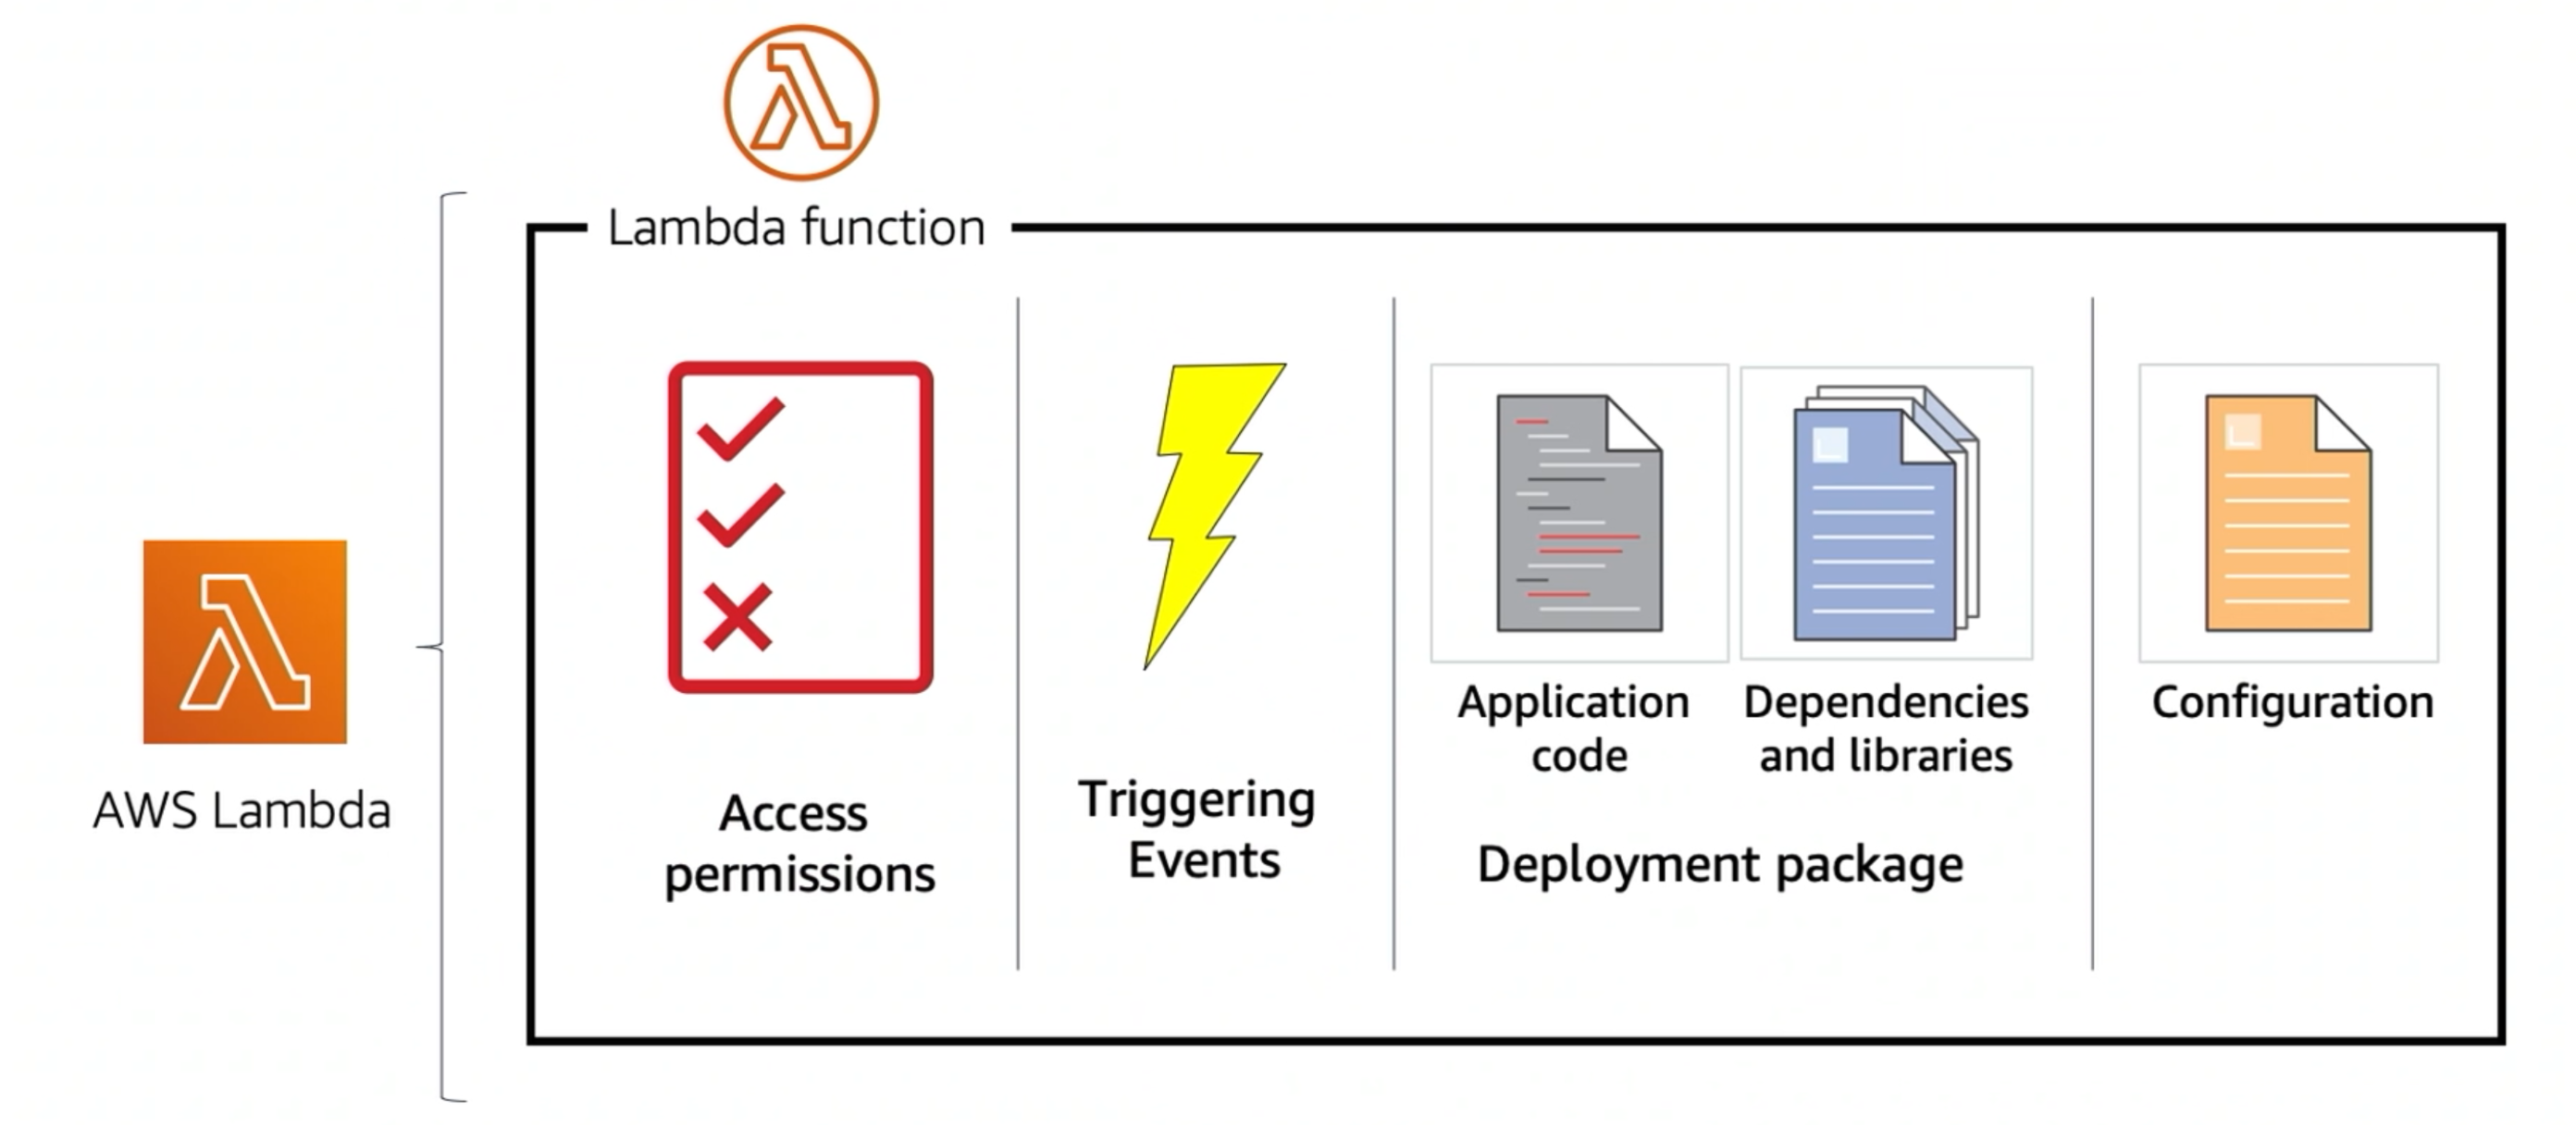 Lambda function
AWS Lambda
Access
permissions
Triggering
Events
Application
code
Dependencies
and libraries
Deployment package
Configuration